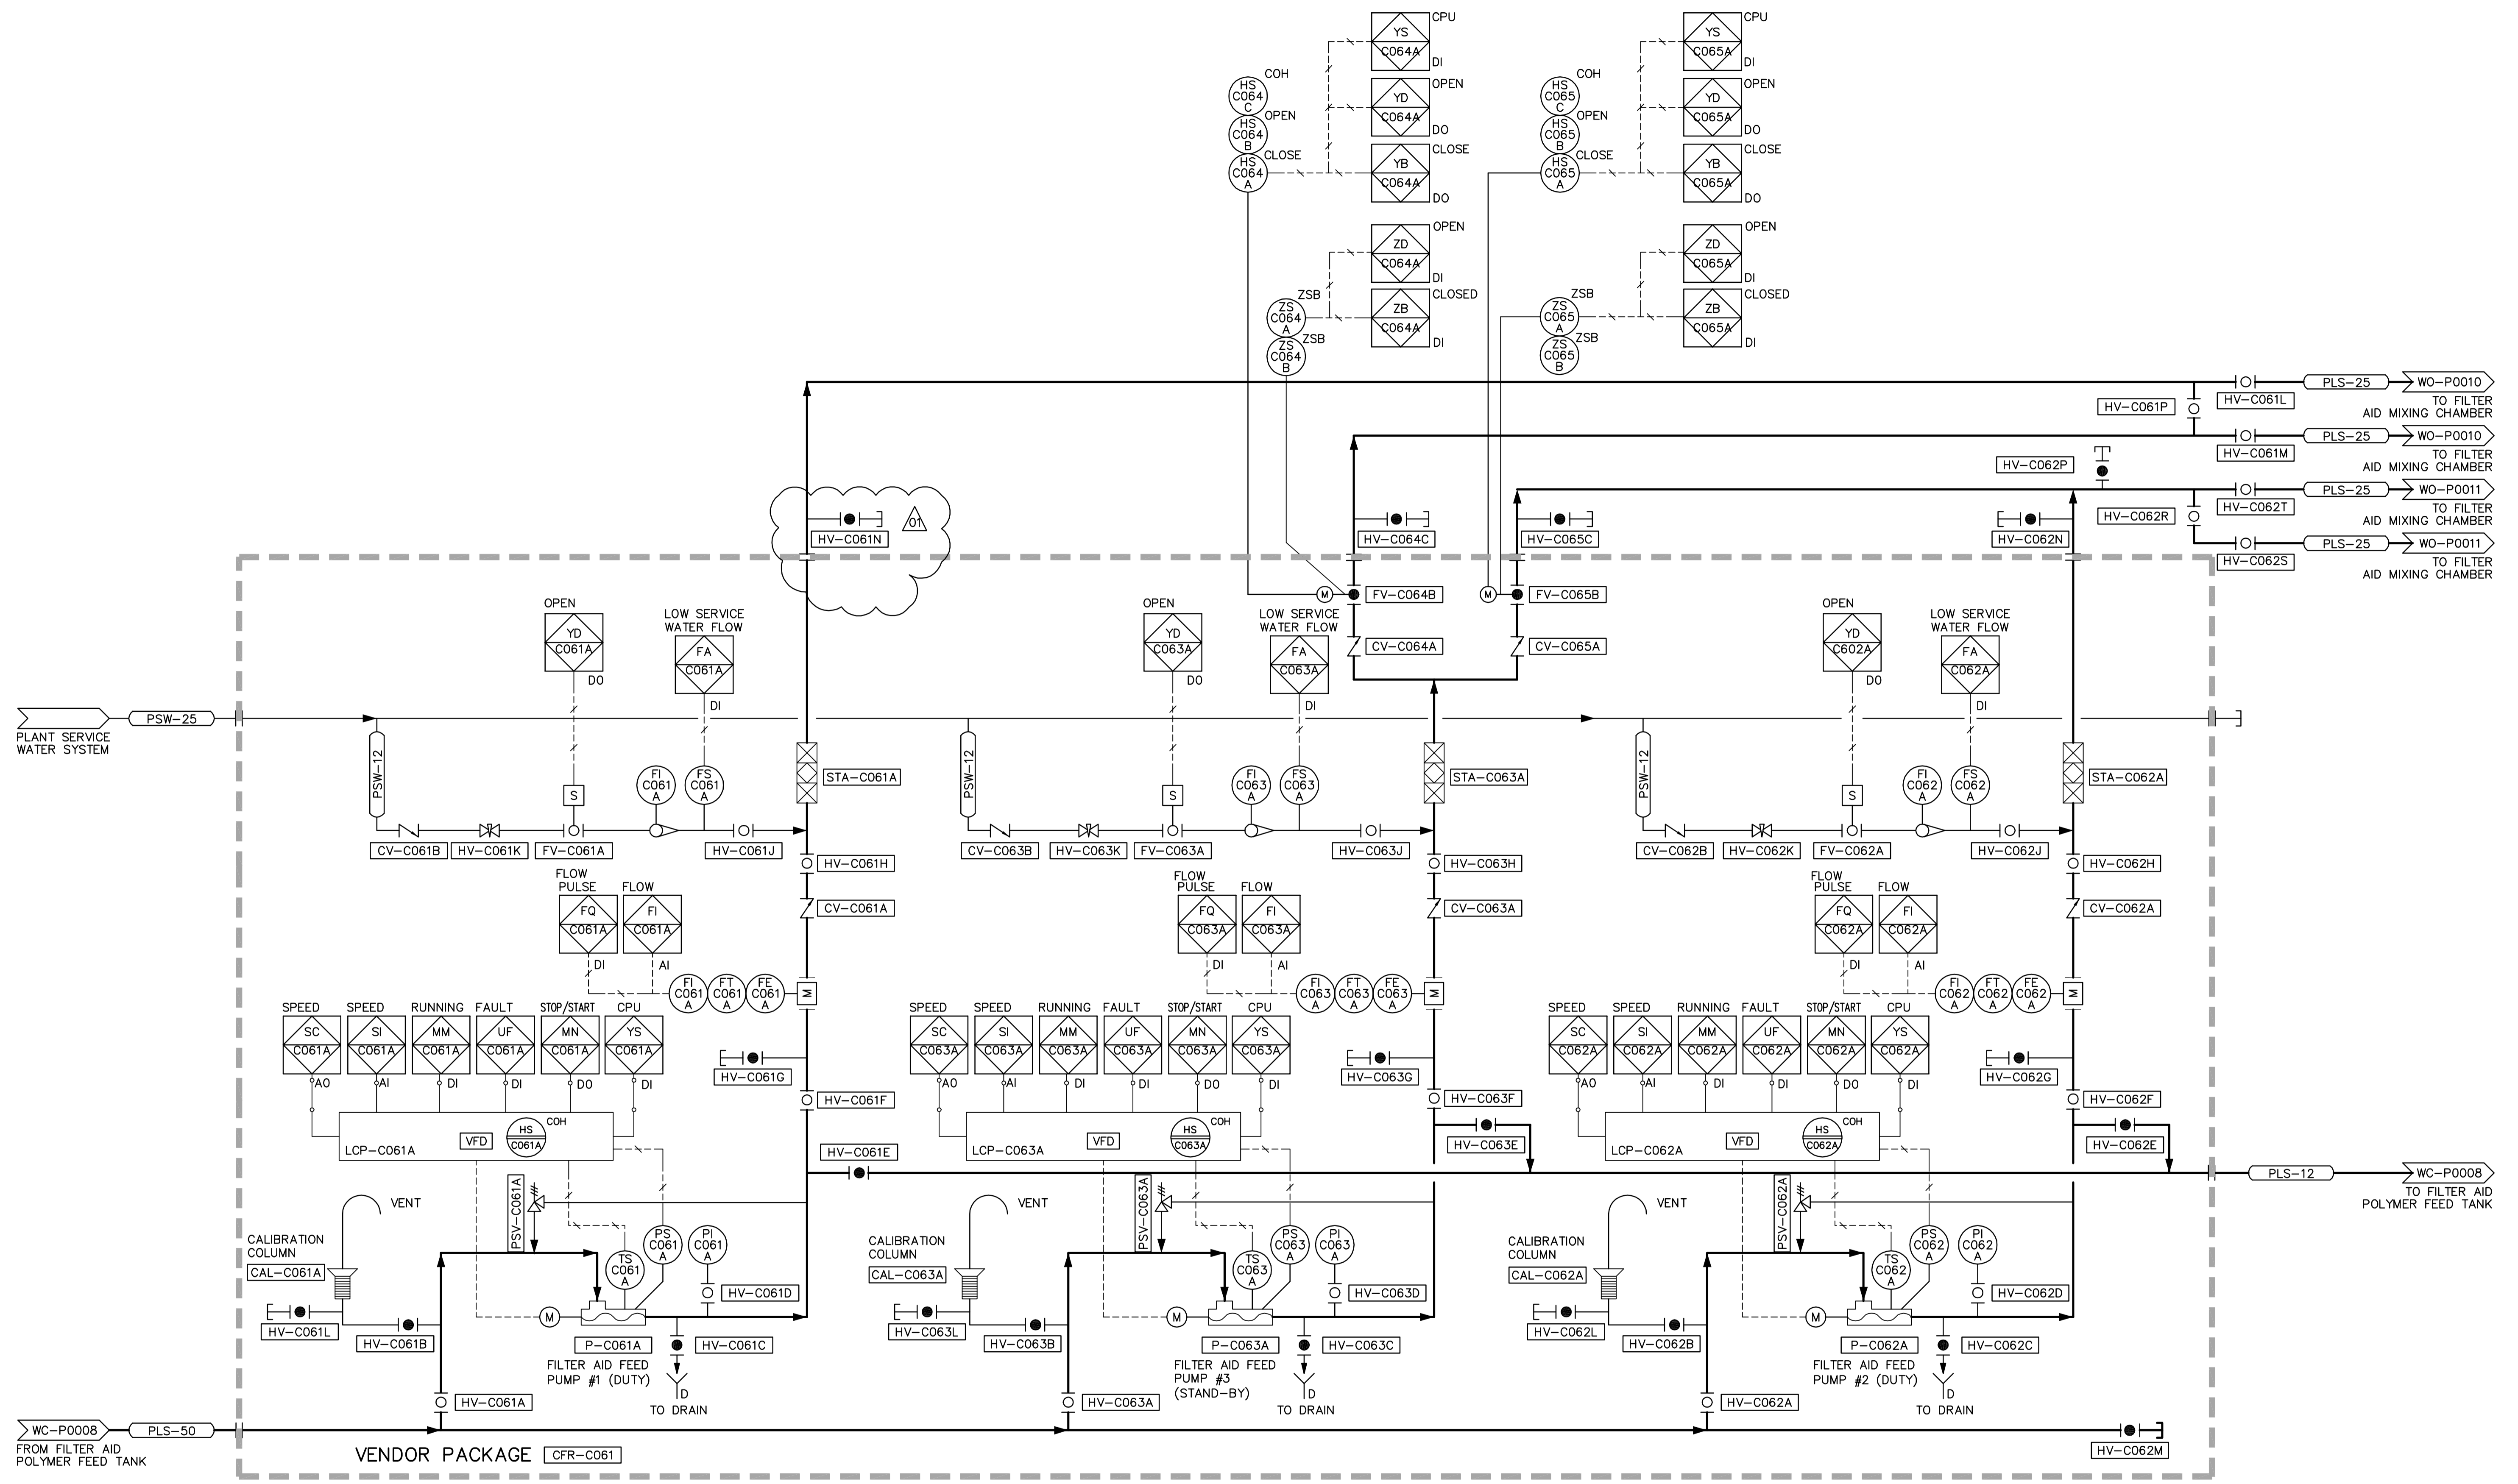 YS
C064A
CPU
DI
YS
C065A
CPU
DI
COH
HS
C064
C
OPEN
HS
C064
B
CLOSE
HS
C064
A
YD
C064A
OPEN
DO
YB
C064A
CLOSE
DO
COH
HS
C065
C
OPEN
HS
C065
B
CLOSE
HS
C065
A
YD
C065A
OPEN
DO
YB
C065A
CLOSE
DO
ZD
C064A
OPEN
DI
ZB
C064A
CLOSED
DI
ZSB
ZS
C064
A
ZSB
ZS
C064
B
ZD
C065A
OPEN
DI
ZB
C065A
CLOSED
DI
ZSB
ZS
C065
A
ZSB
ZS
C065
B
HV-C061P
HV-C061L
PLS-25
WO-P0010
TO FILTER
AID MIXING CHAMBER
HV-C061M
PLS-25
WO-P0010
TO FILTER
AID MIXING CHAMBER
HV-C062P
HV-C062T
PLS-25
WO-P0011
TO FILTER
AID MIXING CHAMBER
HV-C062R
HV-C062S
PLS-25
WO-P0011
TO FILTER
AID MIXING CHAMBER
01
HV-C061N
HV-C064C
HV-C065C
HV-C062N
M
FV-C064B
M
FV-C065B
CV-C064A
CV-C065A
OPEN
YD
C061A
DO
LOW SERVICE
WATER FLOW
FA
C061A
DI
OPEN
YD
C063A
DO
LOW SERVICE
WATER FLOW
FA
C063A
DI
OPEN
YD
C602A
DO
LOW SERVICE
WATER FLOW
FA
C062A
DI
PSW-25
PLANT SERVICE
WATER SYSTEM
PSW-12
S
FI
C061
A
FS
C061
A
STA-C061A
CV-C061B
HV-C061K
FV-C061A
HV-C061J
HV-C061H
PSW-12
S
FI
C063
A
FS
C063
A
STA-C063A
CV-C063B
HV-C063K
FV-C063A
HV-C063J
HV-C063H
PSW-12
S
FI
C062
A
FS
C062
A
STA-C062A
CV-C062B
HV-C062K
FV-C062A
HV-C062J
HV-C062H
FLOW
PULSE
FQ
C061A
DI
FLOW
FI
C061A
AI
CV-C061A
FI
C061
A
FT
C061
A
FE
C061
A
M
FLOW
PULSE
FQ
C063A
DI
FLOW
FI
C063A
AI
CV-C063A
FI
C063
A
FT
C063
A
FE
C063
A
M
FLOW
PULSE
FQ
C062A
DI
FLOW
FI
C062A
AI
CV-C062A
FI
C062
A
FT
C062
A
FE
C062
A
M
SPEED
SC
C061A
AO
SPEED
SI
C061A
AI
RUNNING
MM
C061A
DI
FAULT
UF
C061A
DI
STOP/START
MN
C061A
DO
CPU
YS
C061A
DI
HV-C061G
HV-C061F
SPEED
SC
C063A
AO
SPEED
SI
C063A
AI
RUNNING
MM
C063A
DI
FAULT
UF
C063A
DI
STOP/START
MN
C063A
DO
CPU
YS
C063A
DI
HV-C063G
HV-C063F
SPEED
SC
C062A
AO
SPEED
SI
C062A
AI
RUNNING
MM
C062A
DI
FAULT
UF
C062A
DI
STOP/START
MN
C062A
DO
CPU
YS
C062A
DI
HV-C062G
HV-C062F
LCP-C061A
VFD
HS
C061A
COH
HV-C061E
LCP-C063A
VFD
HS
C063A
COH
HV-C063E
LCP-C062A
VFD
HS
C062A
COH
HV-C062E
PLS-12
WC-P0008
TO FILTER AID
POLYMER FEED TANK
VENT
CALIBRATION
COLUMN
CAL-C061A
PSV-C061A
TS
C061
A
PS
C061
A
PI
C061
A
HV-C061D
HV-C061L
HV-C061B
M
P-C061A
HV-C061C
FILTER AID FEED
PUMP #1 (DUTY)
D
TO DRAIN
HV-C061A
VENT
CALIBRATION
COLUMN
CAL-C063A
PSV-C063A
TS
C063
A
PS
C063
A
PI
C063
A
HV-C063D
HV-C063L
HV-C063B
M
P-C063A
HV-C063C
FILTER AID FEED
PUMP #3
(STAND-BY)
D
TO DRAIN
HV-C063A
VENT
CALIBRATION
COLUMN
CAL-C062A
PSV-C062A
TS
C062
A
PS
C062
A
PI
C062
A
HV-C062D
HV-C062L
HV-C062B
M
P-C062A
HV-C062C
FILTER AID FEED
PUMP #2 (DUTY)
D
TO DRAIN
HV-C062A
WC-P0008
PLS-50
FROM FILTER AID
POLYMER FEED TANK
VENDOR PACKAGE
CFR-C061
HV-C062M